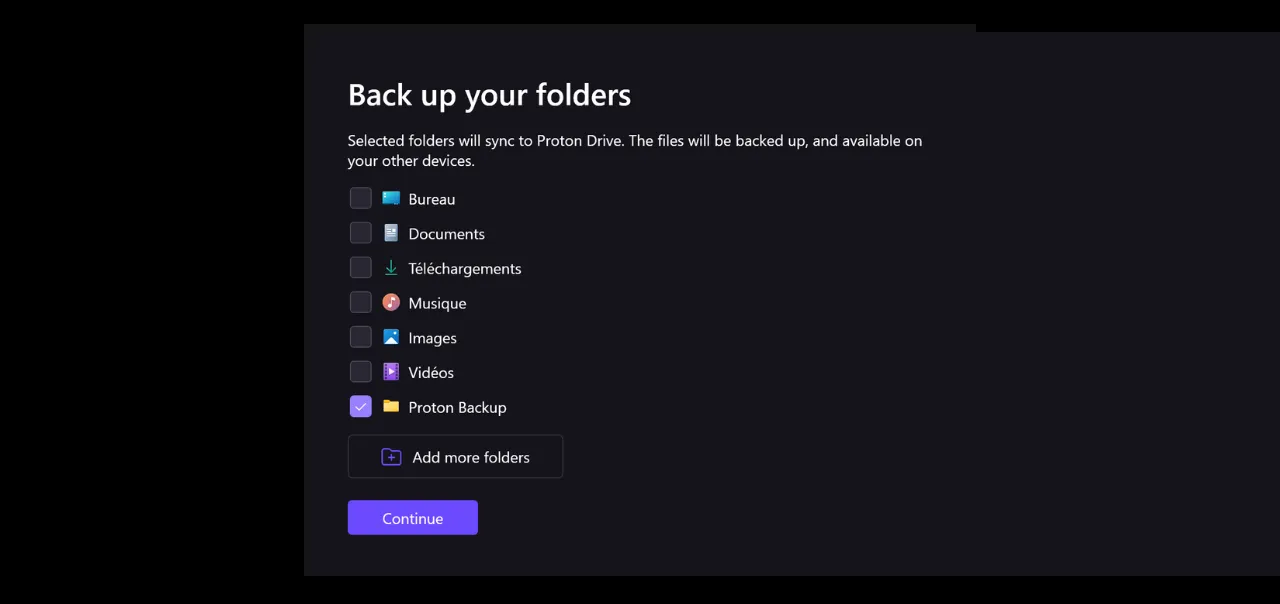 Back up your folders
Selected folders will sync to Proton Drive. The files will be backed up, and available on
your other devices.
Bureau
Documents
Téléchargements
Musique
Images
Vidéos
Proton Backup
Add more folders
Continue